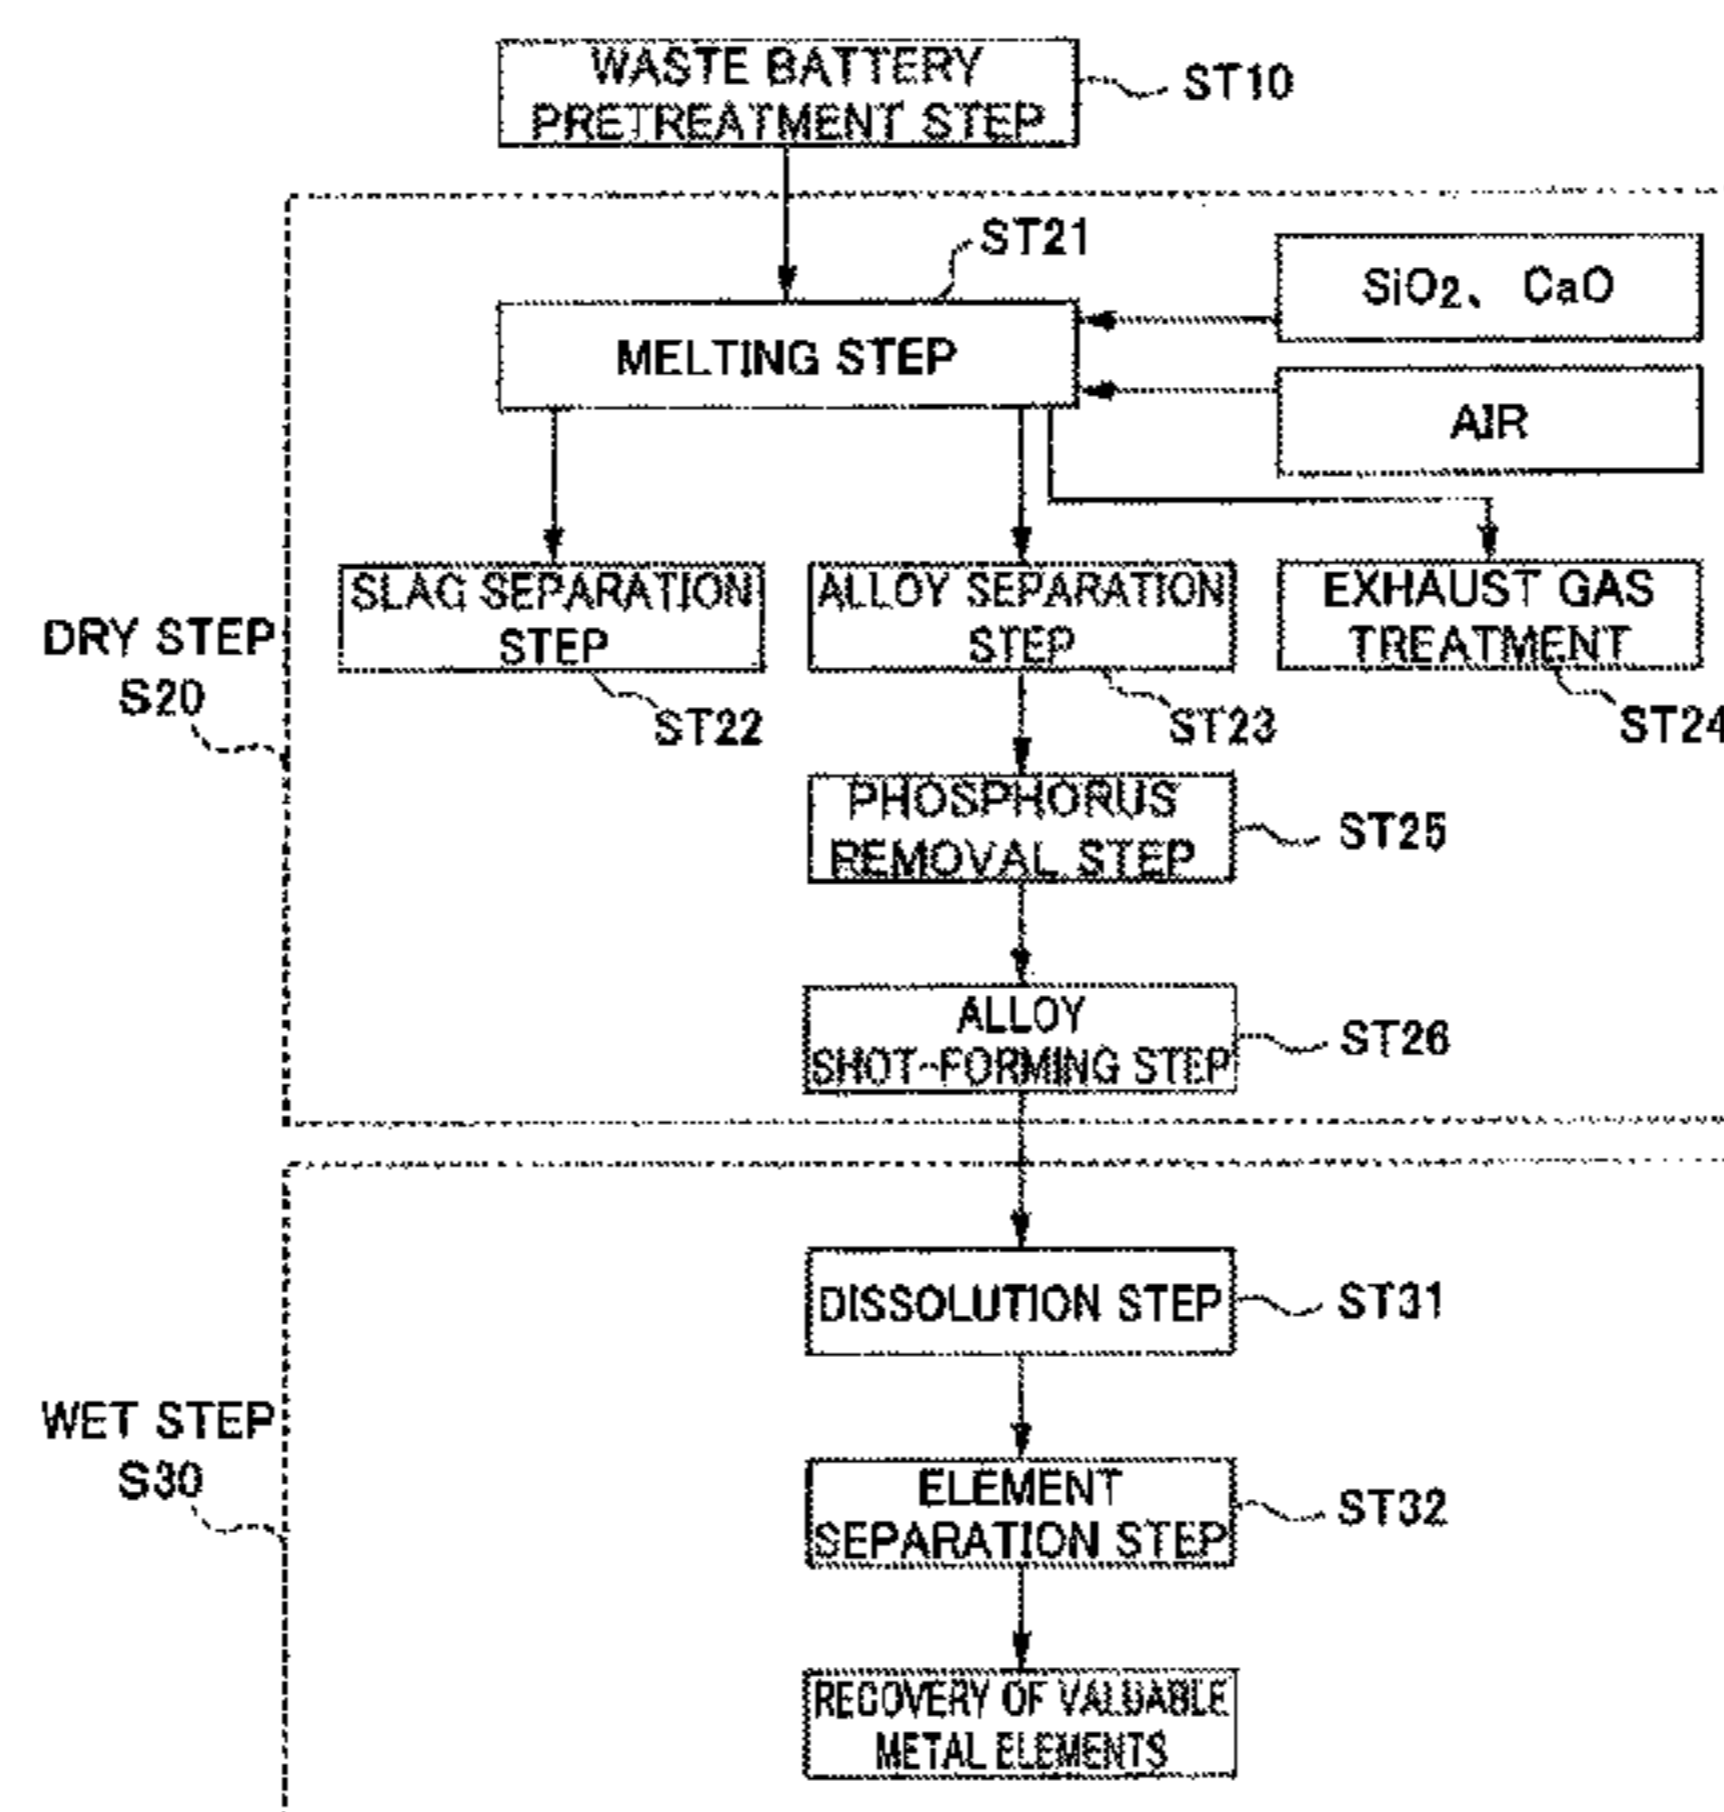 WASTE BATTERY
PRETREATMENT STEP
ST10
ST21
SiO₂、CaO
MELTING STEP
AIR
SLAG SEPARATION
STEP
ALLOY SEPARATION
STEP
EXHAUST GAS
TREATMENT
DRY STEP
S20
ST22
ST23
ST24
PHOSPHORUS
REMOVAL STEP
ST25
ALLOY
SHOT-FORMING STEP
ST26
DISSOLUTION STEP
ST31
WET STEP
S30
ELEMENT
SEPARATION STEP
ST32
RECOVERY OF VALUABLE
METAL ELEMENTS